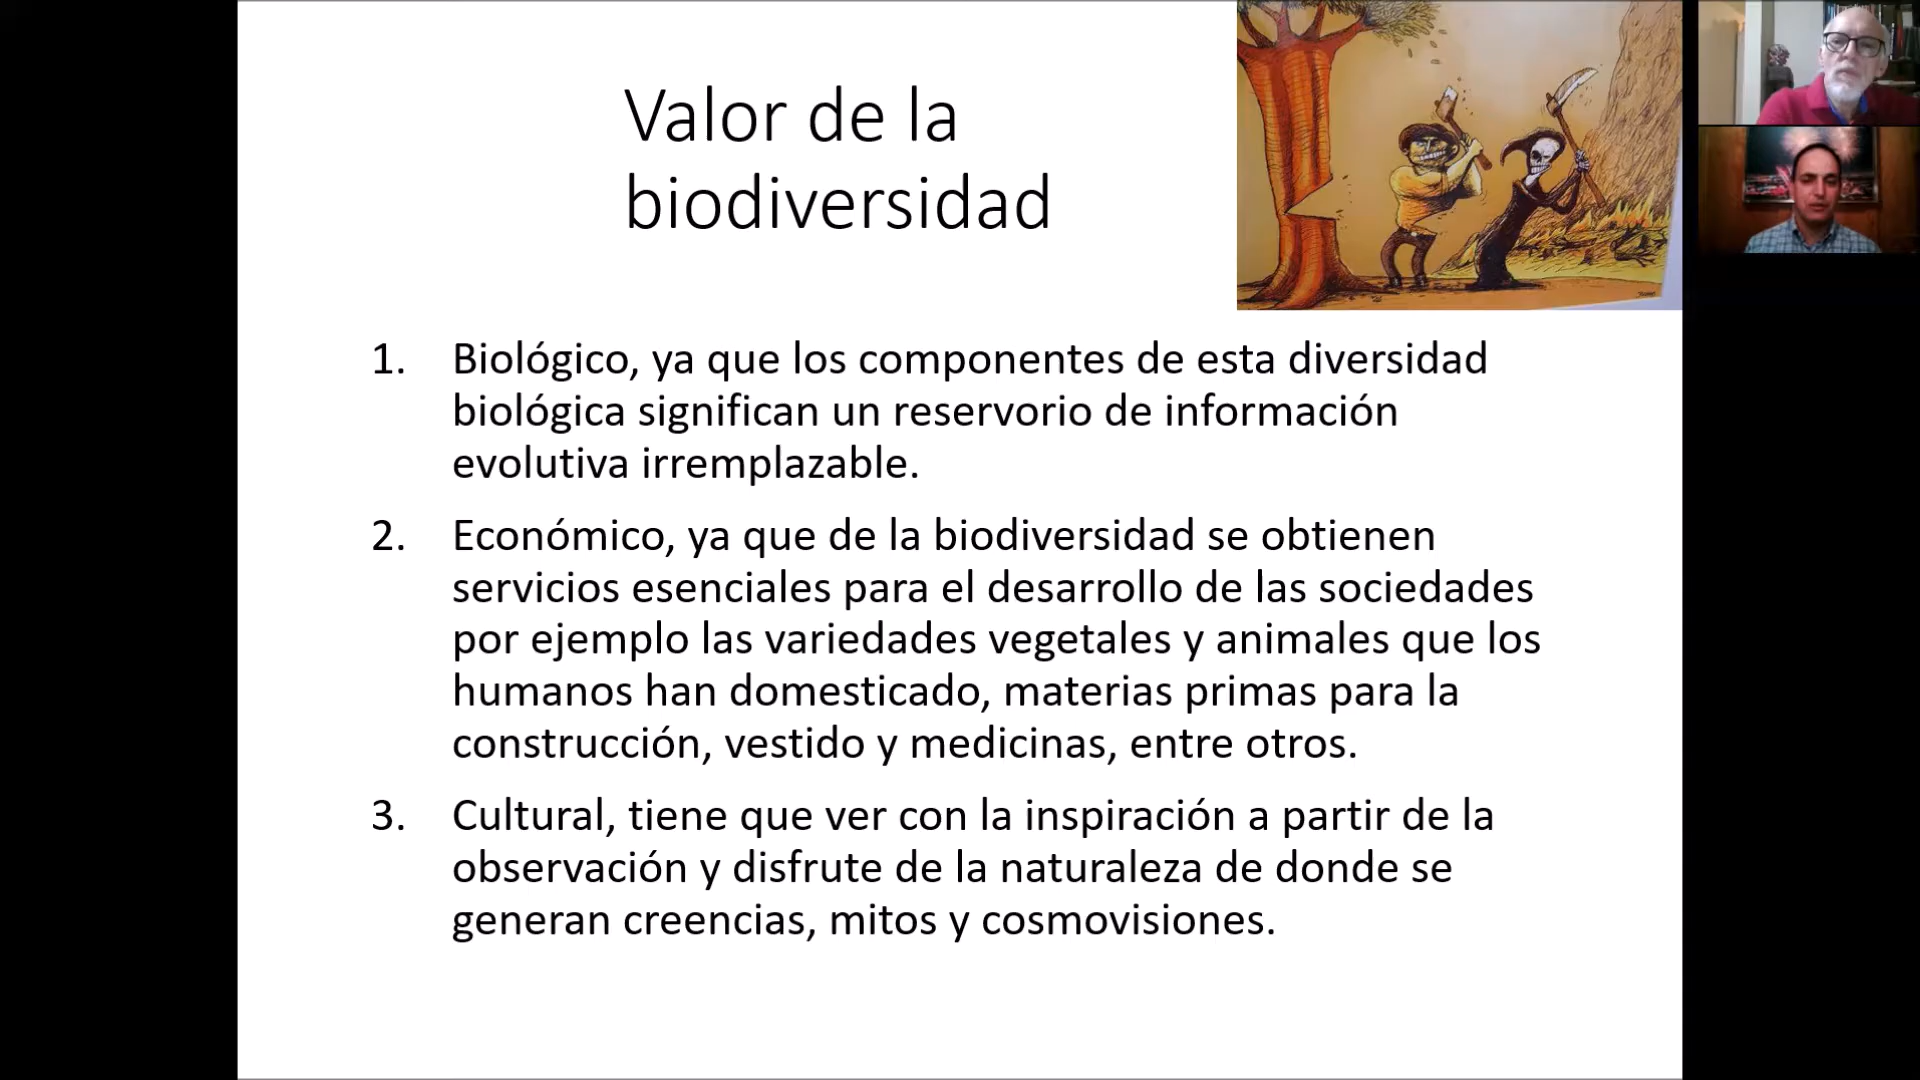 Valor de la
biodiversidad
1. Biológico, ya que los componentes de esta diversidad
biológica significan un reservorio de información
evolutiva irremplazable.
2. Económico, ya que de la biodiversidad se obtienen
servicios esenciales para el desarrollo de las sociedades
por ejemplo las variedades vegetales y animales que los
humanos han domesticado, materias primas para la
construcción, vestido y medicinas, entre otros.
3. Cultural, tiene que ver con la inspiración a partir de la
observación y disfrute de la naturaleza de donde se
generan creencias, mitos y cosmovisiones.